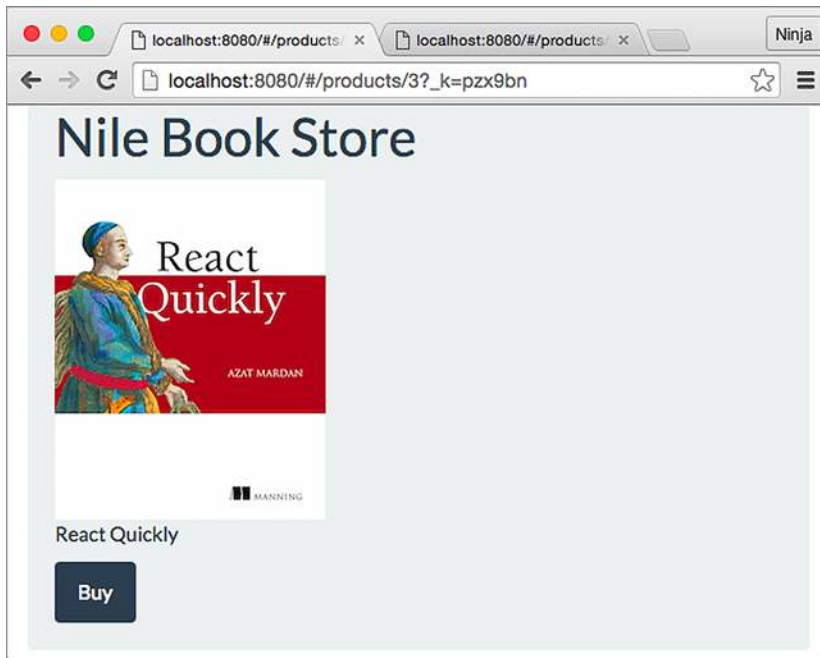 localhost:8080/#/products/
localhost:8080/#/products/
Ninja
localhost:8080/#/products/3?_k=pzx9bn
Nile Book Store
React
Quickly
AZAT MARDAN
MANNING
React Quickly
Buy